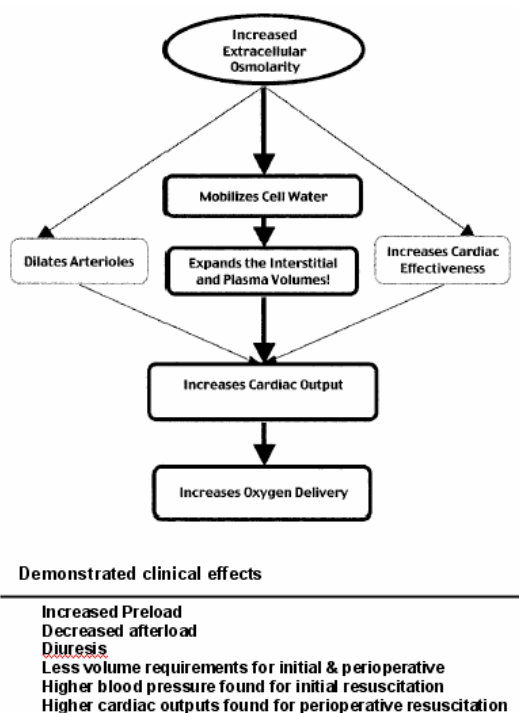 Increased
Extracellular
Osmolarity
Mobilizes Cell Water
Dilates Arterioles
Expands the Interstitial
and Plasma Volumes!
Increases Cardiac
Effectiveness
Increases Cardiac Output
Increases Oxygen Delivery
Demonstrated clinical effects
Increased Preload
Decreased afterload
Diuresis
Less volume requirements for initial & perioperative
Higher blood pressure found for initial resuscitation
Higher cardiac outputs found for perioperative resuscitation